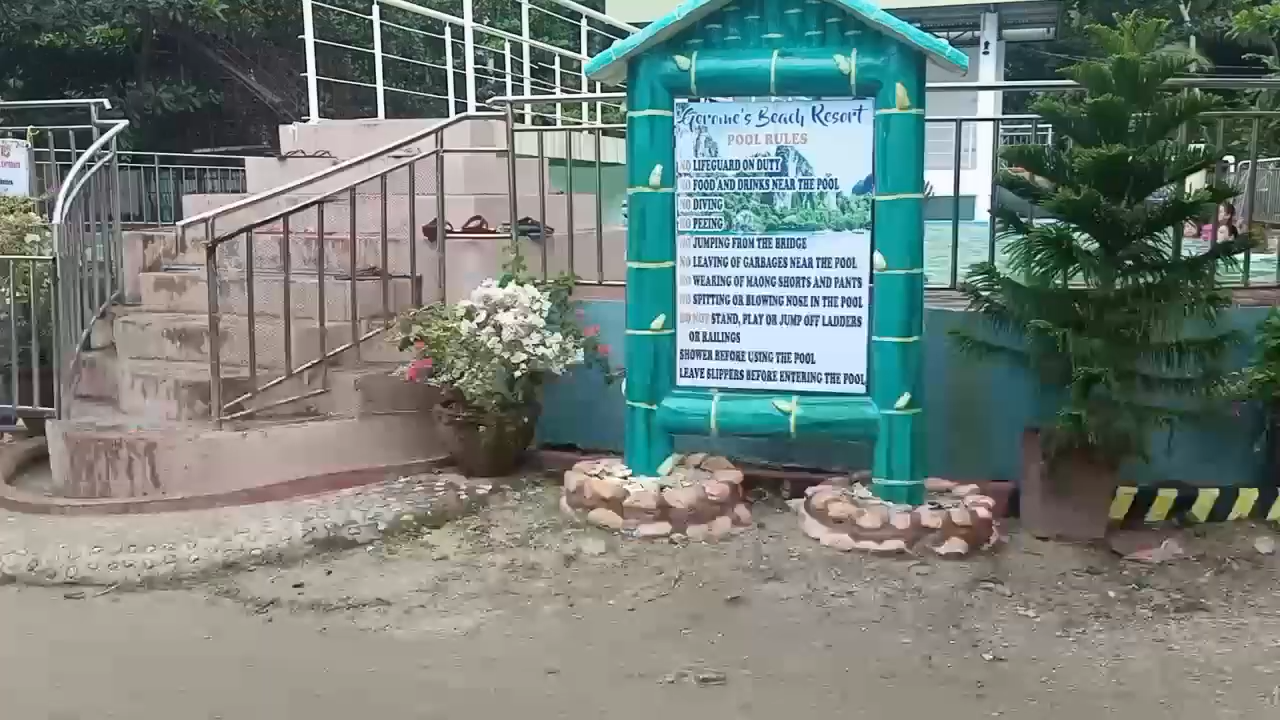 Gerome's Beach Resort
POOL RULES
NO LIFEGUARD ON DUTY
NO FOOD AND DRINKS NEAR THE POOL
NO DIVING
NO PEEING
NO JUMPING FROM THE BRIDGE
NO LEAVING OF GARBAGES NEAR THE POOL
NO WEARING OF MAONG SHORTS AND PANTS
NO SPITTING OR BLOWING NOSE IN THE POOL
DO NOT STAND, PLAY OR JUMP OFF LADDERS
OR RAILINGS
SHOWER BEFORE USING THE POOL
LEAVE SLIPPERS BEFORE ENTERING THE POOL